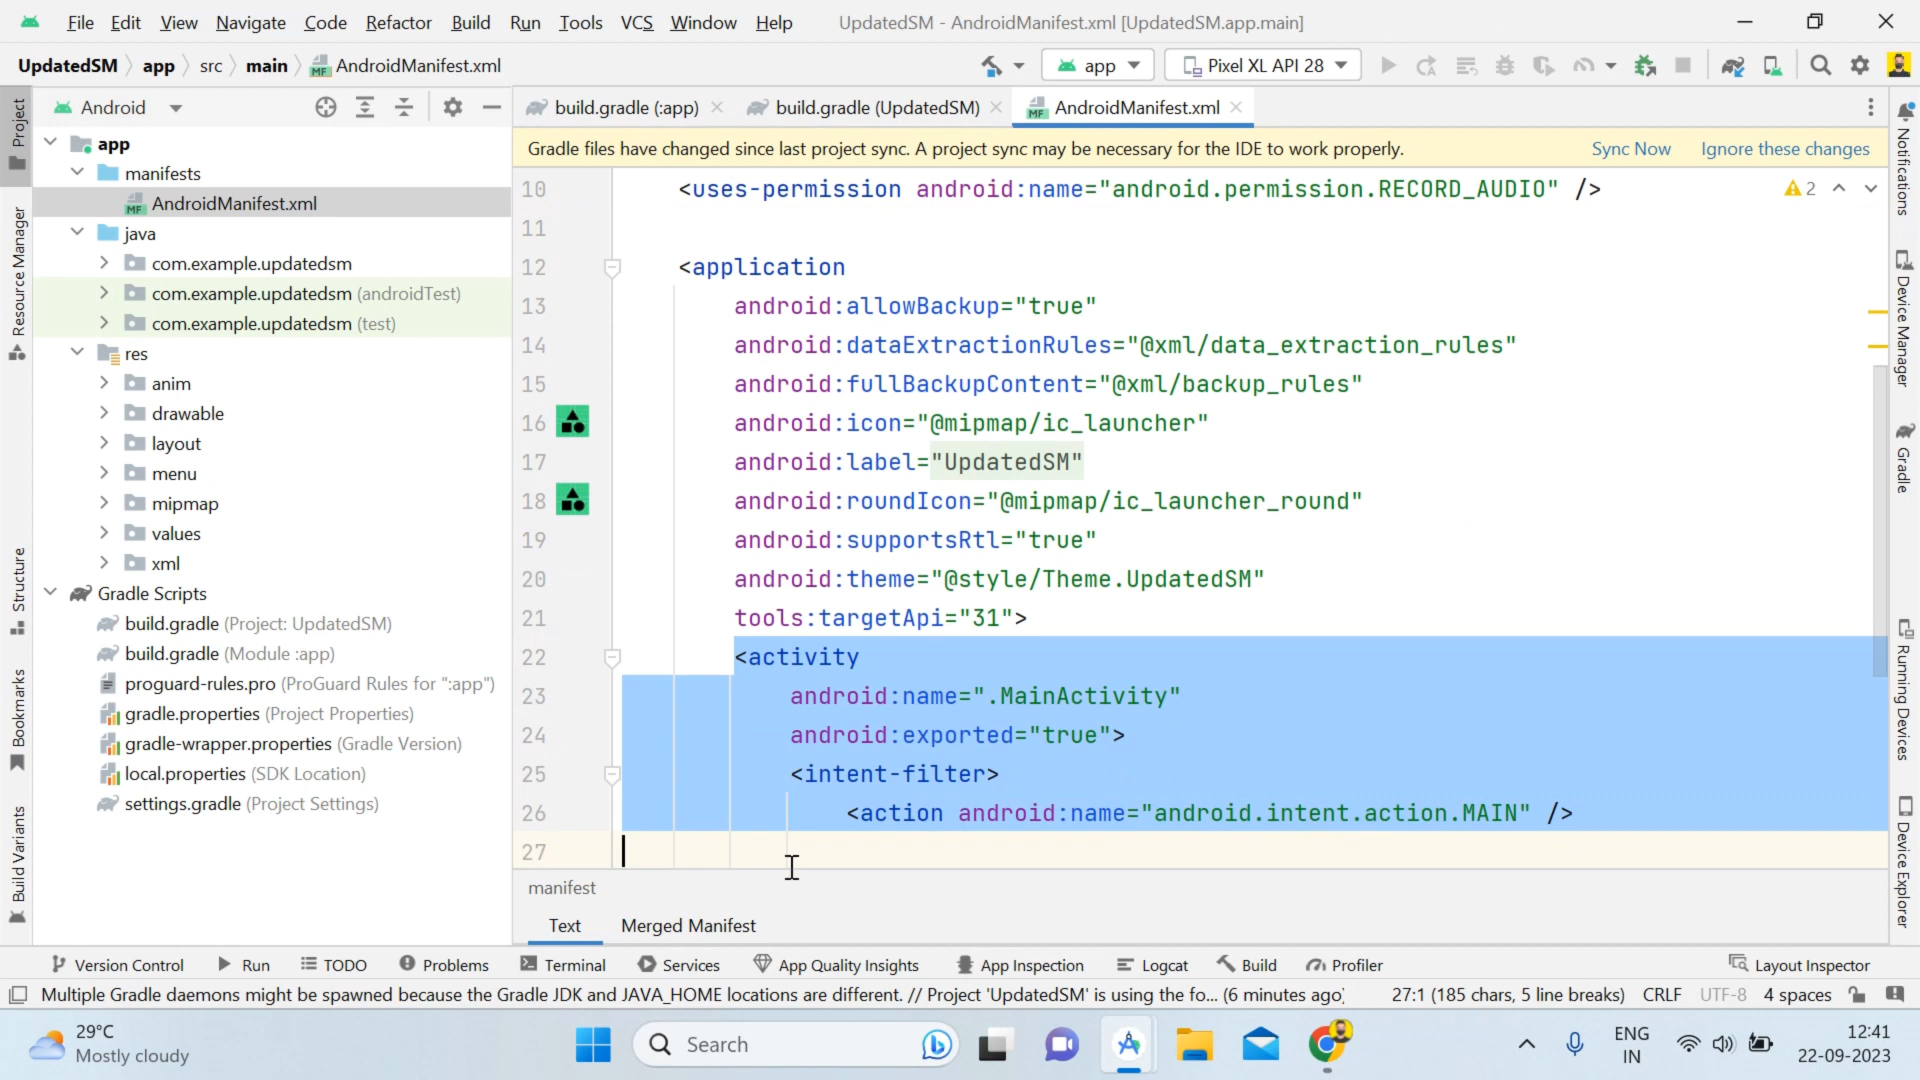 File Edit View Navigate Code Refactor Build Run Tools VCS Window Help UpdatedSM - AndroidManifest.xml [UpdatedSM.app.main]
UpdatedSM app src main AndroidManifest.xml app Pixel XL API 28
Android
build.gradle (:app) build.gradle (UpdatedSM) AndroidManifest.xml
Gradle files have changed since last project sync. A project sync may be necessary for the IDE to work properly. Sync Now Ignore these changes
Project
Resource Manager
Structure
Bookmarks
Build Variants
app
manifests
AndroidManifest.xml
java
com.example.updatedsm
com.example.updatedsm (androidTest)
com.example.updatedsm (test)
res
anim
drawable
layout
menu
mipmap
values
xml
Gradle Scripts
build.gradle (Project: UpdatedSM)
build.gradle (Module :app)
proguard-rules.pro (ProGuard Rules for ":app")
gradle.properties (Project Properties)
gradle-wrapper.properties (Gradle Version)
local.properties (SDK Location)
settings.gradle (Project Settings)
10 <uses-permission android:name="android.permission.RECORD_AUDIO" /> 2
11
12 <application
13 android:allowBackup="true"
14 android:dataExtractionRules="@xml/data_extraction_rules"
15 android:fullBackupContent="@xml/backup_rules"
16 android:icon="@mipmap/ic_launcher"
17 android:label="UpdatedSM"
18 android:roundIcon="@mipmap/ic_launcher_round"
19 android:supportsRtl="true"
20 android:theme="@style/Theme.UpdatedSM"
21 tools:targetApi="31">
22 <activity
23 android:name=".MainActivity"
24 android:exported="true">
25 <intent-filter>
26 <action android:name="android.intent.action.MAIN" />
27
manifest
Text Merged Manifest
Notifications
Device Manager
Gradle
Running Devices
Device Explorer
Version Control Run TODO Problems Terminal Services App Quality Insights App Inspection Logcat Build Profiler Layout Inspector
Multiple Gradle daemons might be spawned because the Gradle JDK and JAVA_HOME locations are different. // Project 'UpdatedSM' is using the fo... (6 minutes ago) 27:1 (185 chars, 5 line breaks) CRLF UTF-8 4 spaces
29°C
Mostly cloudy
Search
ENG
IN
12:41
22-09-2023